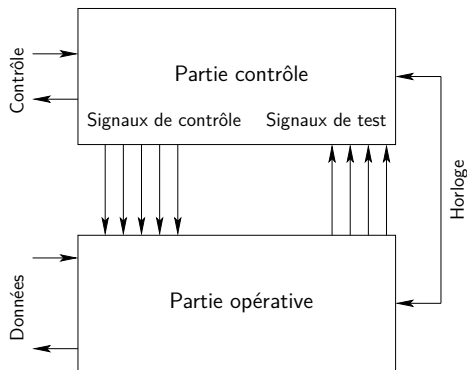 Contrôle
Partie contrôle
Signaux de contrôle
Signaux de test
Horloge
Données
Partie opérative